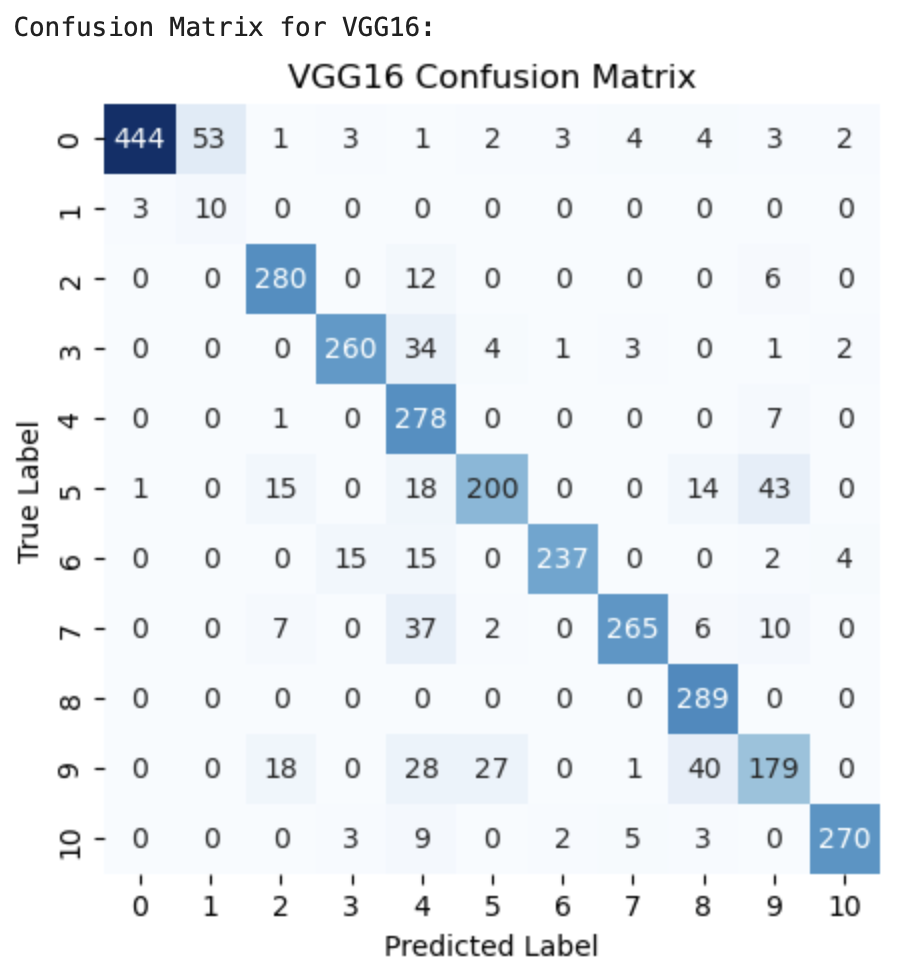 Confusion Matrix for VGG16:
VGG16 Confusion Matrix
0 444 53 1 3 1 2 3 4 4 3 2
1 3 10 0 0 0 0 0 0 0 0 0
2 0 0 280 0 12 0 0 0 0 6 0
3 0 0 0 260 34 4 1 3 0 1 2
4 0 0 1 0 278 0 0 0 0 7 0
5 1 0 15 0 18 200 0 0 14 43 0
6 0 0 0 15 15 0 237 0 0 2 4
7 0 0 7 0 37 2 0 265 6 10 0
8 0 0 0 0 0 0 0 0 289 0 0
9 0 0 18 0 28 27 0 1 40 179 0
10 0 0 0 3 9 0 2 5 3 0 270
True Label
0 1 2 3 4 5 6 7 8 9 10
Predicted Label